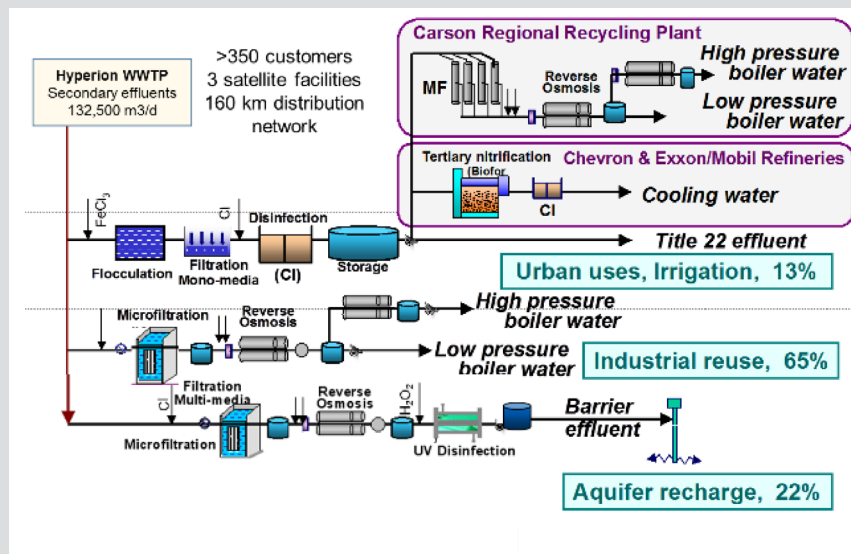 Carson Regional Recycling Plant
>350 customers
3 satellite facilities
160 km distribution
network
Hyperion WWTP
Secondary effluents
132,500 m3/d
MF
Reverse
Osmosis
High pressure
boiler water
Low pressure
boiler water
Tertiary nitrification
(Biofor
Chevron & Exxon/Mobil Refineries
Cl
Cooling water
FeCl3
Cl
Disinfection
Flocculation
Filtration
Mono-media
(Cl)
Storage
Title 22 effluent
Urban uses, Irrigation, 13%
Microfiltration
Reverse
Osmosis
High pressure
boiler water
Low pressure
boiler water
Industrial reuse, 65%
Filtration
Multi-media
Cl
Microfiltration
Reverse
Osmosis
H2O2
UV Disinfection
Barrier
effluent
Aquifer recharge, 22%